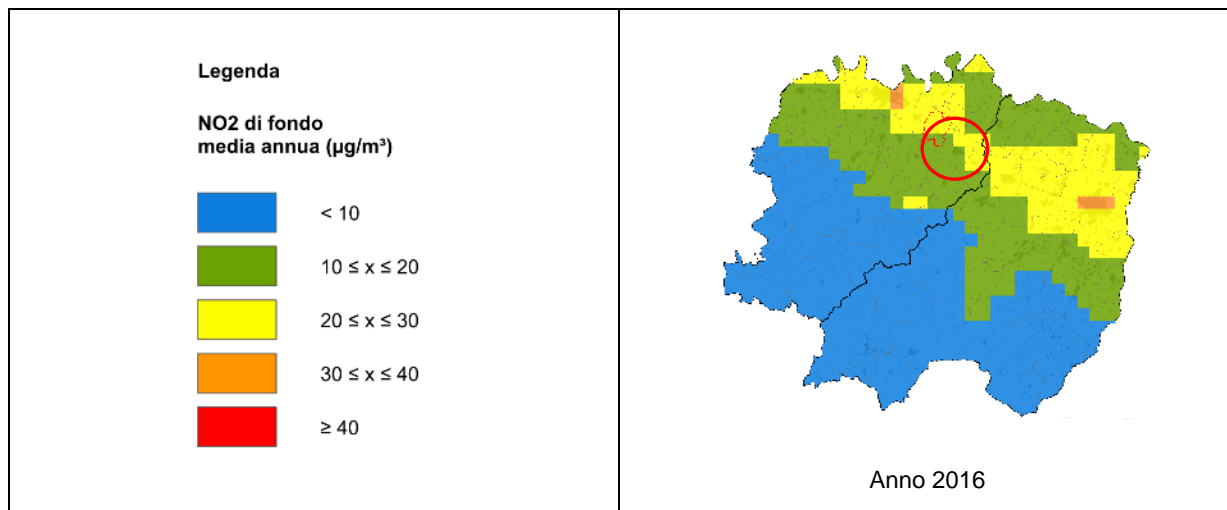 Legenda
NO2 di fondo
media annua (µg/m³)
< 10
10 ≤ x ≤ 20
20 ≤ x ≤ 30
30 ≤ x ≤ 40
≥ 40
Anno 2016